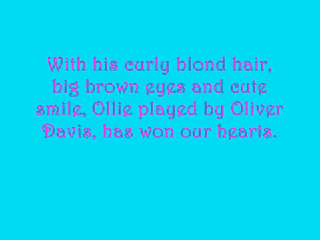 With his curly blond hair,
big brown eyes and cute
smile, Ollie played by Oliver
Davis, has won our hearts.